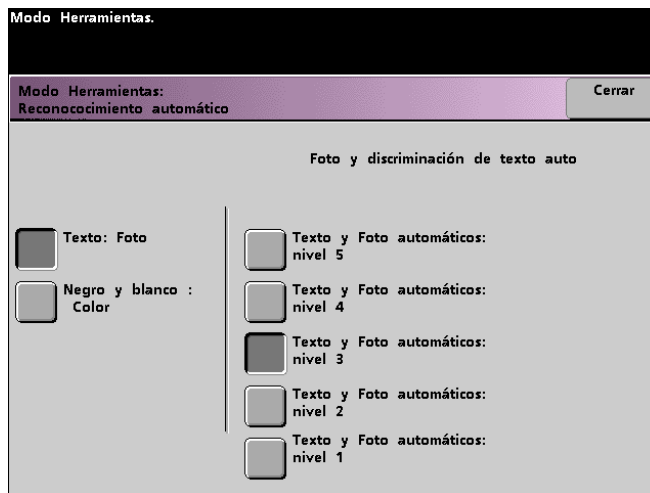 Modo Herramientas.
Modo Herramientas:
Reconococimiento automático
Cerrar
Foto y discriminación de texto auto
Texto: Foto
Negro y blanco :
Color
Texto y Foto automáticos:
nivel 5
Texto y Foto automáticos:
nivel 4
Texto y Foto automáticos:
nivel 3
Texto y Foto automáticos:
nivel 2
Texto y Foto automáticos:
nivel 1